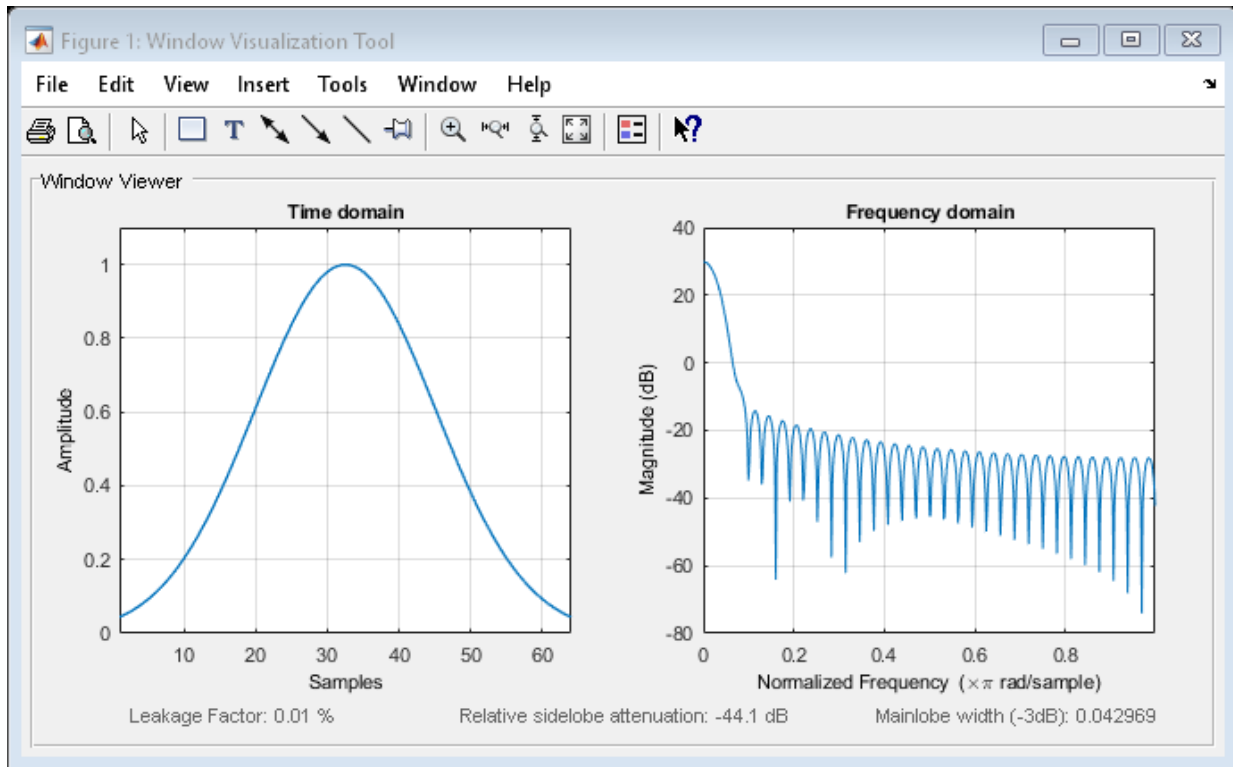 Figure 1: Window Visualization Tool
File Edit View Insert Tools Window Help
T
?
Window Viewer
Time domain
1
0.8
0.6
0.4
0.2
0
Amplitude
10 20 30 40 50 60
Samples
Frequency domain
40
20
0
-20
-40
-60
-80
Magnitude (dB)
0 0.2 0.4 0.6 0.8
Normalized Frequency (×π rad/sample)
Leakage Factor: 0.01 % Relative sidelobe attenuation: -44.1 dB Mainlobe width (-3dB): 0.042969